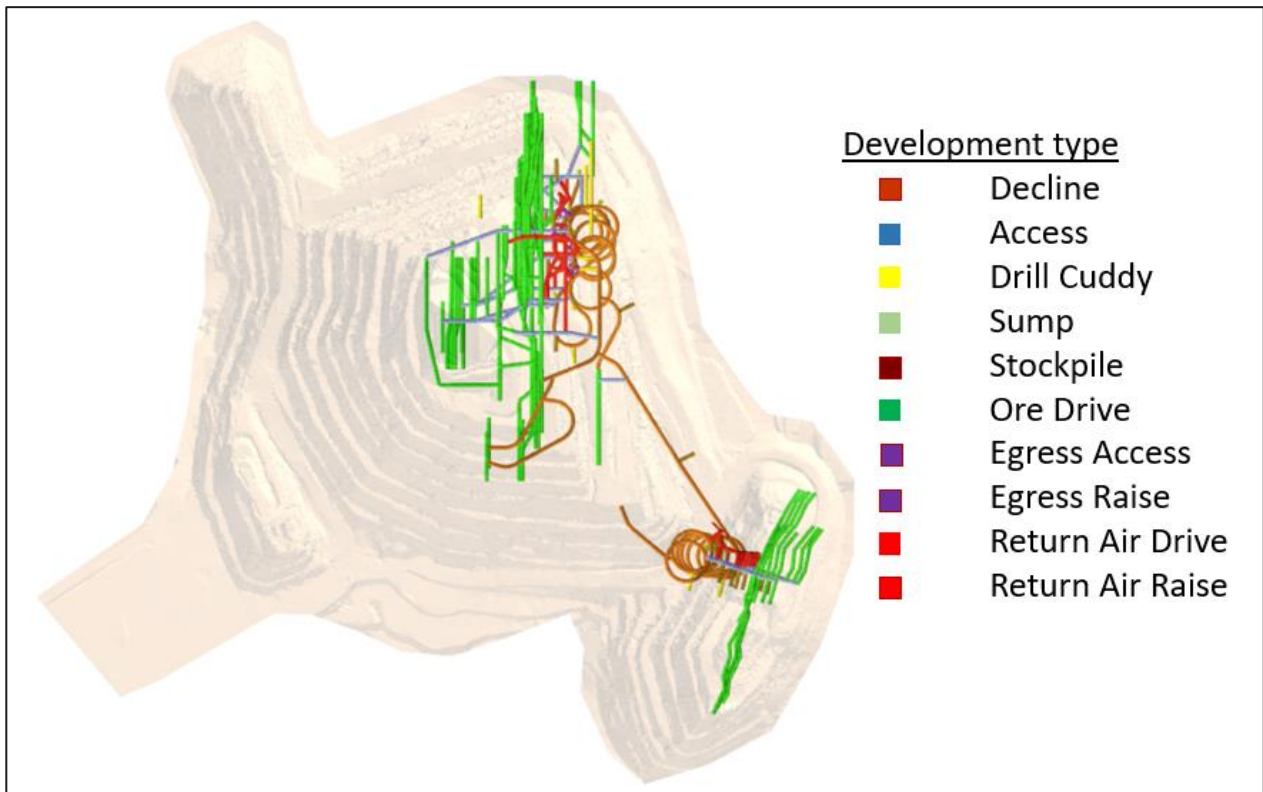 Development type
Decline
Access
Drill Cuddy
Sump
Stockpile
Ore Drive
Egress Access
Egress Raise
Return Air Drive
Return Air Raise